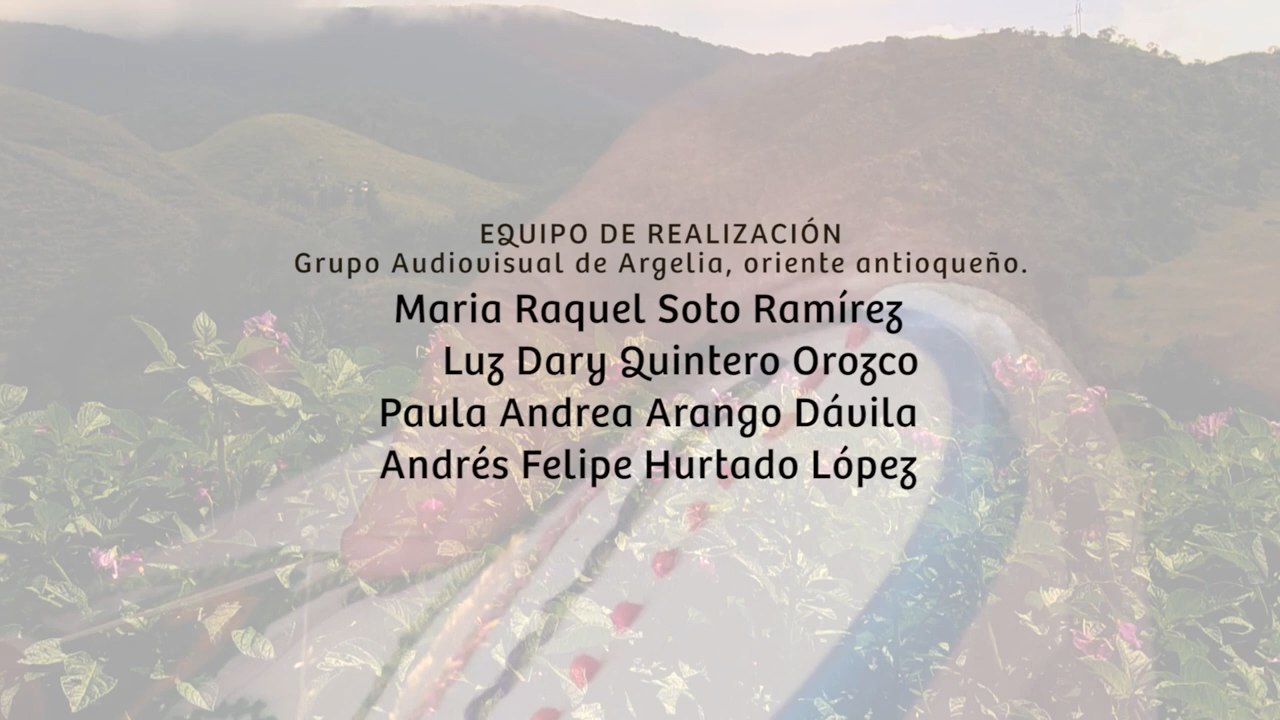 EQUIPO DE REALIZACIÓN
Grupo Audiovisual de Argelia, oriente antioqueño.
Maria Raquel Soto Ramírez
Luz Dary Quintero Orozco
Paula Andrea Arango Dávila
Andrés Felipe Hurtado López